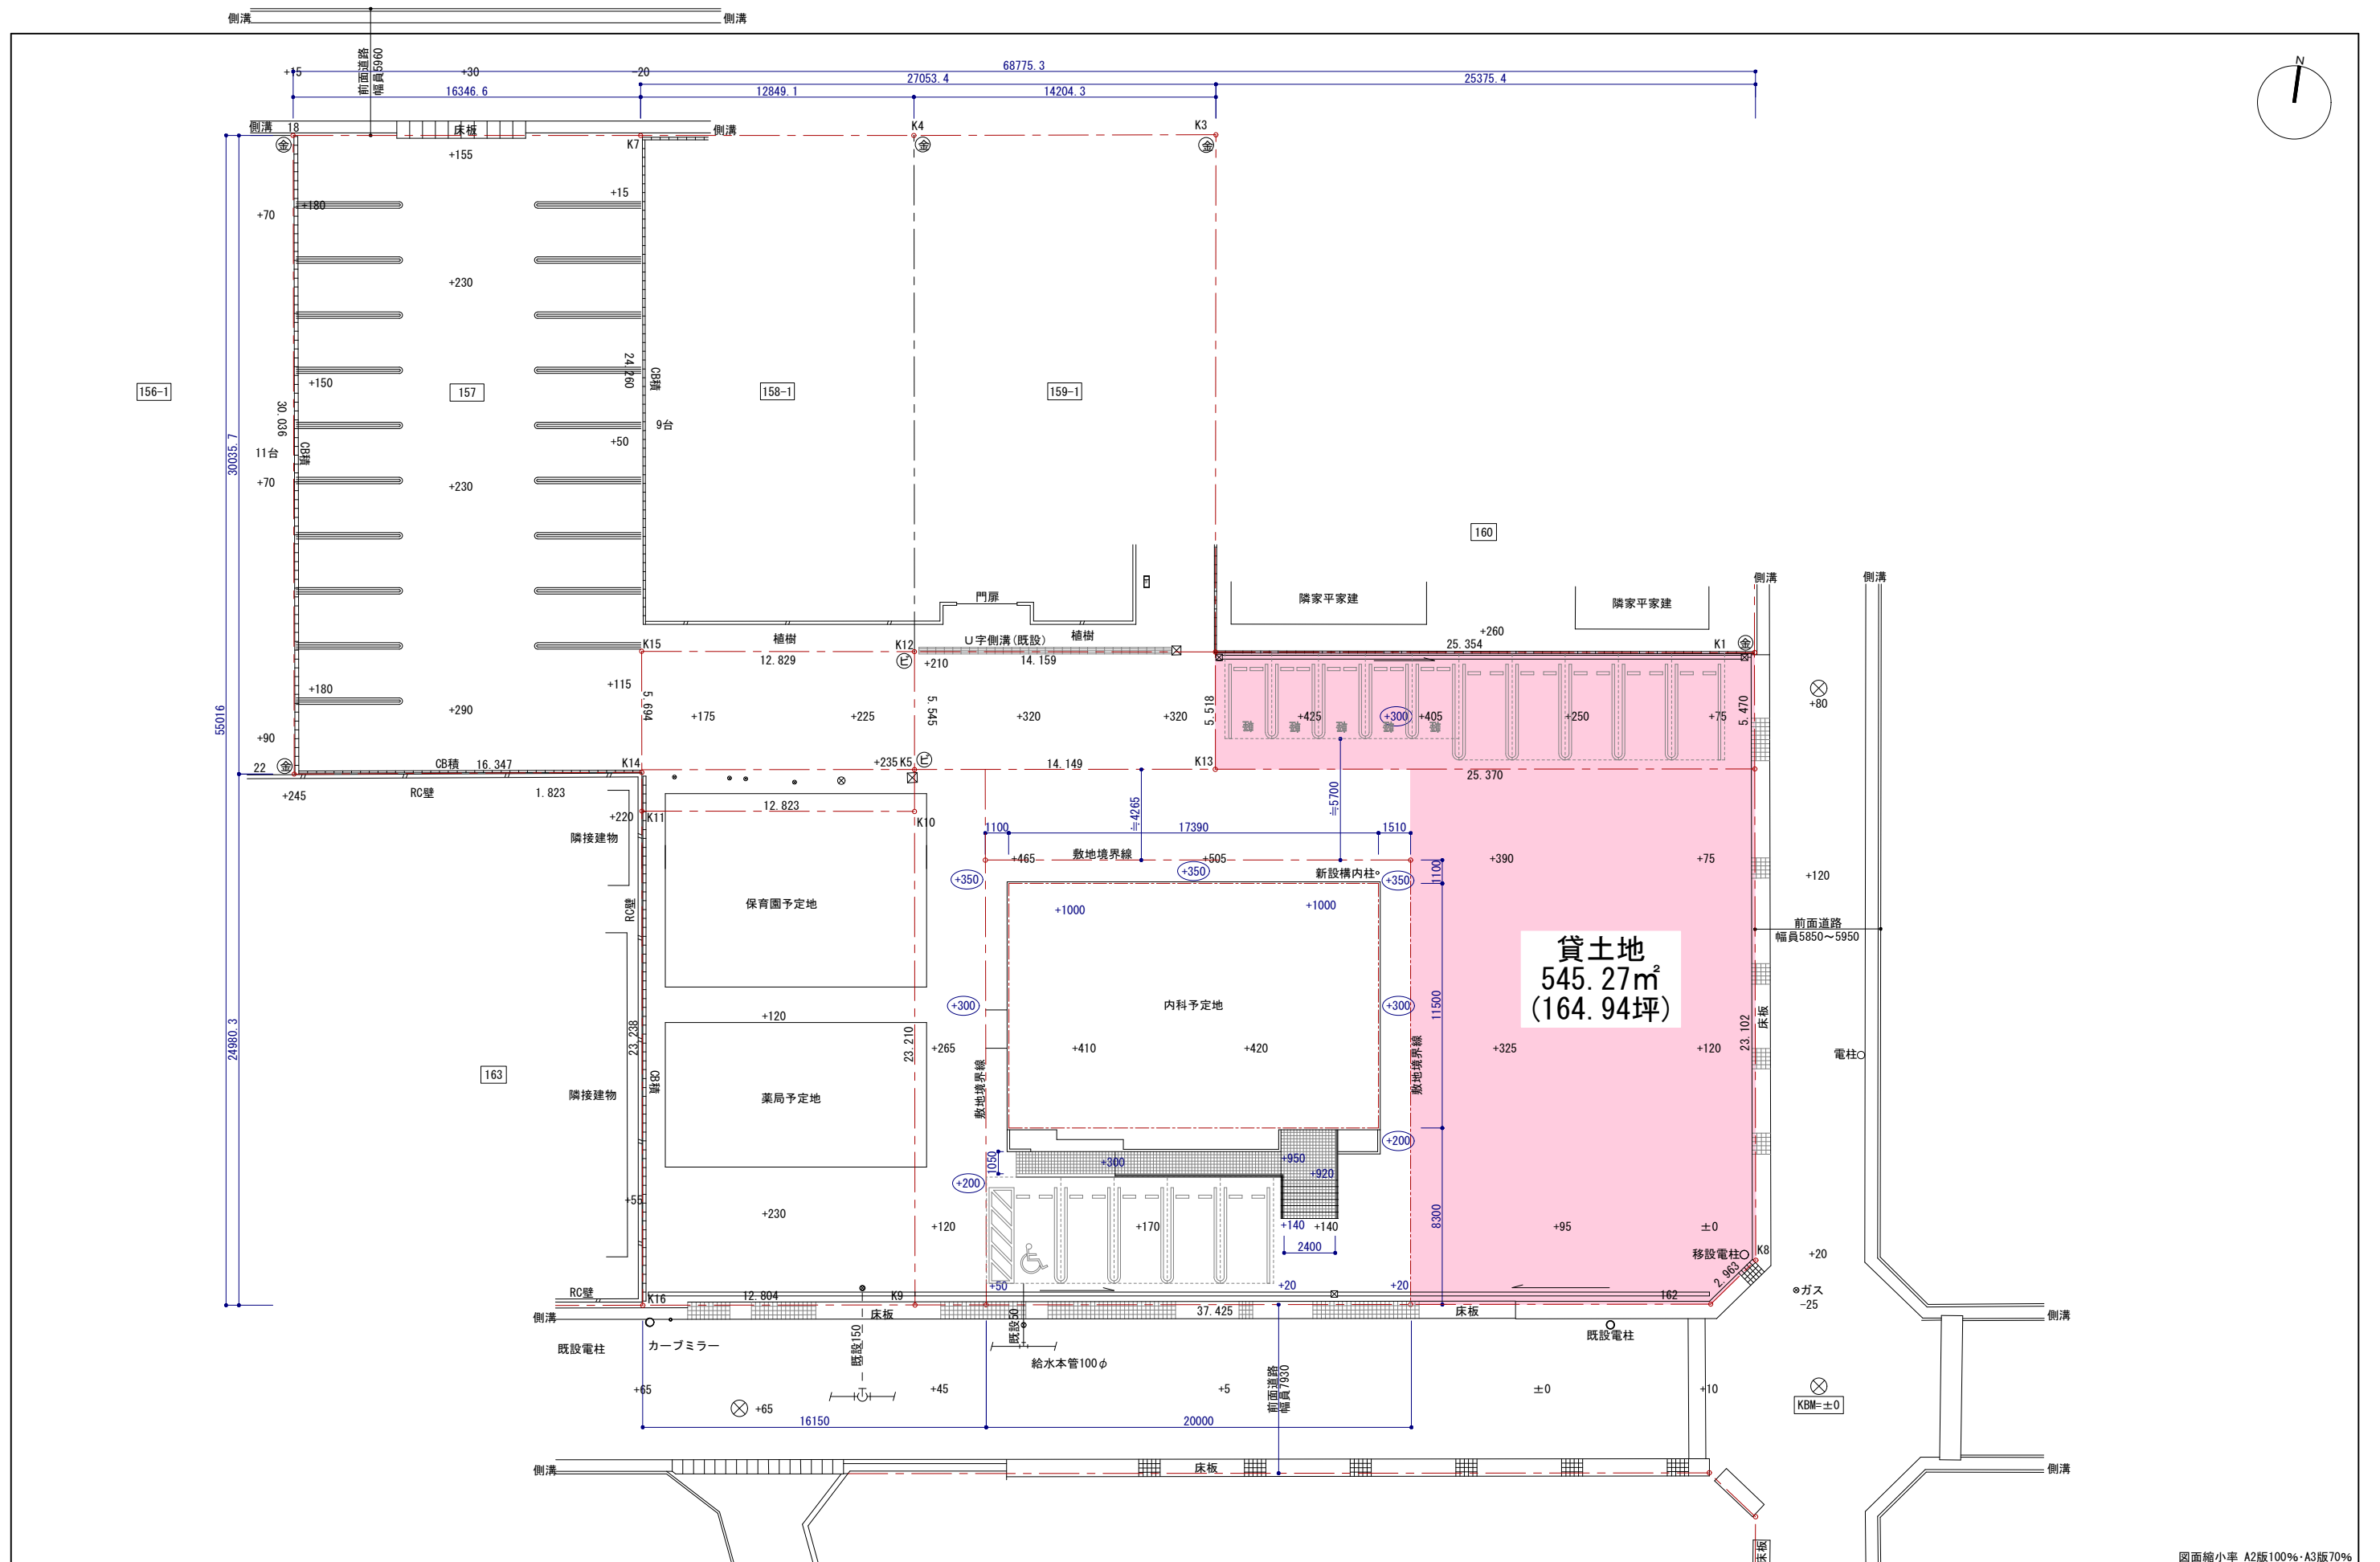 側溝
側溝
前面道路
幅員5960
+15
+30
-20
68775.3
27053.4
25375.4
16346.6
12849.1
14204.3
N
側溝
18
床板
側溝
K4
K3
金
K7
金
金
+155
+15
+70
+180
+230
24.260
CB積
156-1
+150
157
158-1
159-1
30.036
30035.7
9台
11台
CB積
+50
+70
+230
160
側溝
側溝
隣家平家建
隣家平家建
門扉
植樹
U字側溝(既設)
植樹
+260
K15
K12
25.354
K1
金
12.829
ピ
+210
14.159
+180
+115
5.694
+290
+175
+225
5.545
+320
+320
5.518
+425
+300
+405
+250
+75
5.470
+80
軽
軽
軽
軽
軽
55016
+90
22
金
CB積
16.347
K14
+235
K5
ピ
14.149
K13
25.370
+245
RC壁
1.823
12.823
≒4265
≒5700
隣接建物
+220
K11
K10
1100
17390
1510
+465
敷地境界線
+505
+390
+75
1100
+350
+350
新設構内柱
+350
+120
RC壁
保育園予定地
+1000
+1000
前面道路
幅員5850~5950
貸土地
545.27㎡
(164.94坪)
+300
内科予定地
+300
11500
+120
23.238
24980.3
23.210
+265
+410
+420
敷地境界線
+325
+120
23.102
床板
電柱
163
CB積
敷地境界線
隣接建物
薬局予定地
+200
1050
+300
+950
+920
+200
+55
+230
+120
+170
+140
+140
8300
+95
±0
2400
移設電柱
K8
+20
2.963
+50
+20
+20
ガス
-25
RC壁
K16
12.804
K9
162
側溝
床板
37.425
床板
側溝
既設電柱
カーブミラー
既設150
既設50
給水本管100φ
既設電柱
前面道路
幅員7930
+65
+45
+5
±0
+10
+65
KBM=±0
16150
20000
側溝
床板
側溝
床板
図面縮小率 A2版100%・A3版70%